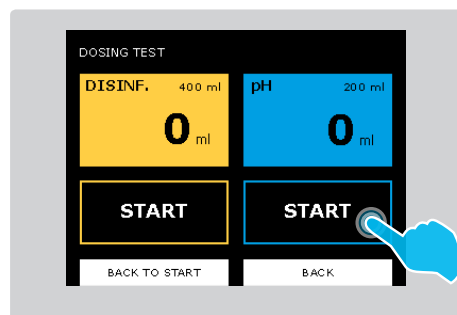 DOSING TEST
DISINF. 400 ml
0 ml
pH 200 ml
0 ml
START
START
BACK TO START
BACK